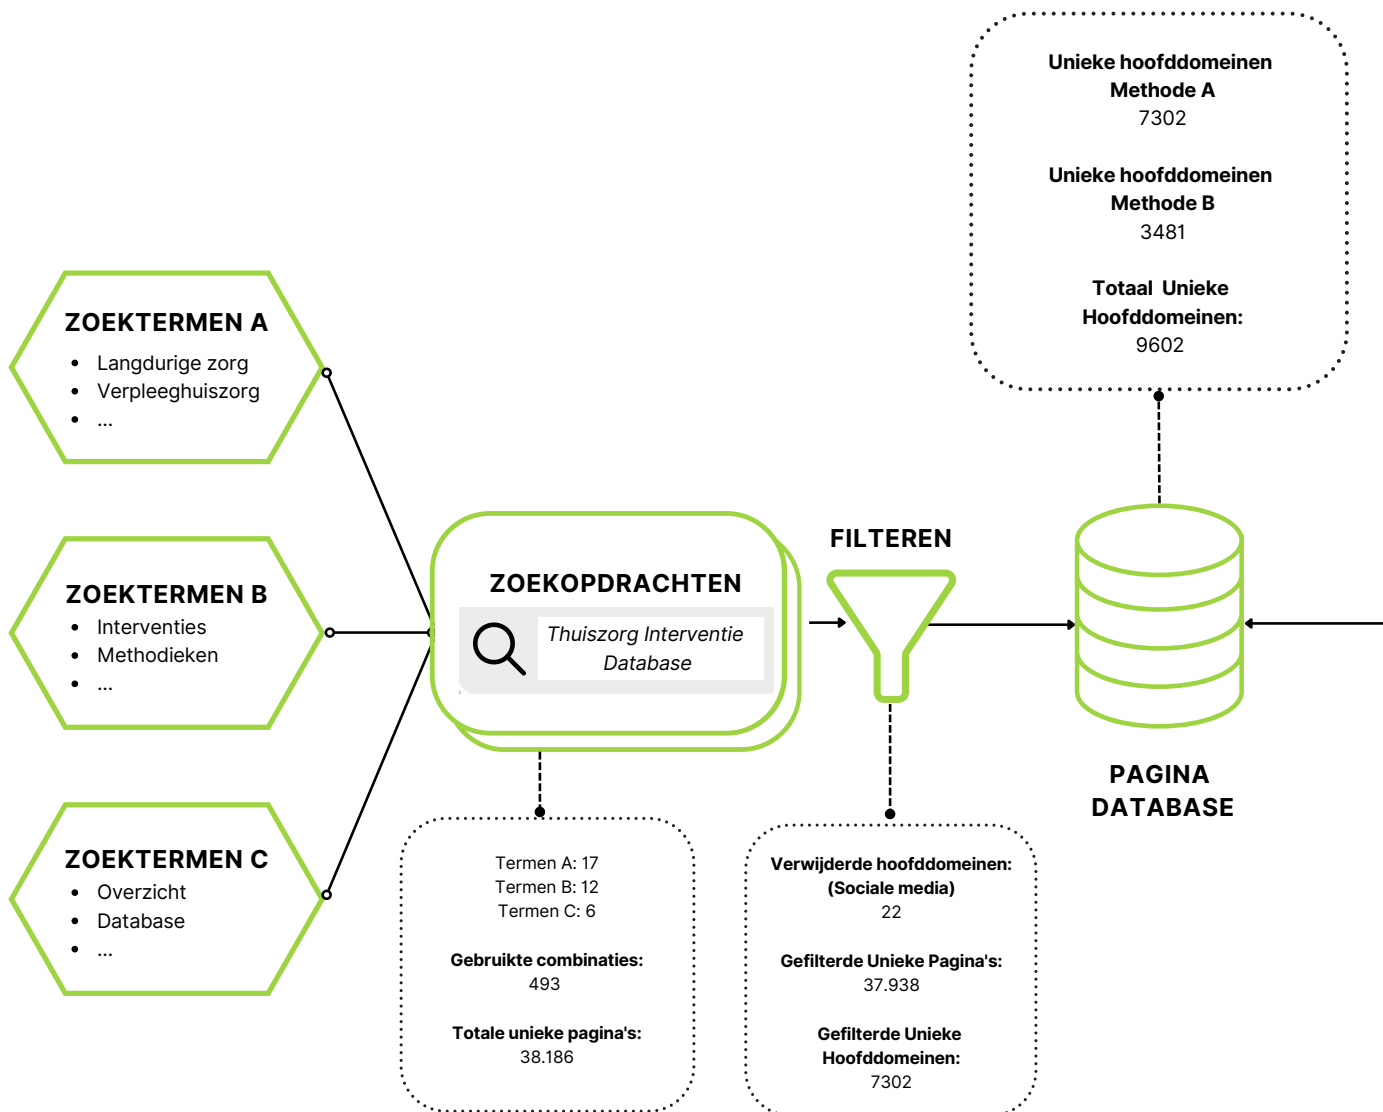 ZOEKTERMEN A
• Langdurige zorg
• Verpleeghuiszorg
• ...
ZOEKTERMEN B
• Interventies
• Methodieken
• ...
ZOEKTERMEN C
• Overzicht
• Database
• ...
ZOEKOPDRACHTEN
Thuiszorg Interventie
Database
Termen A: 17
Termen B: 12
Termen C: 6
Gebruikte combinaties:
493
Totale unieke pagina's:
38.186
FILTEREN
Verwijderde hoofddomeinen:
(Sociale media)
22
Gefilterde Unieke Pagina's:
37.938
Gefilterde Unieke
Hoofddomeinen:
7302
Unieke hoofddomeinen
Methode A
7302
Unieke hoofddomeinen
Methode B
3481
Totaal Unieke
Hoofddomeinen:
9602
PAGINA
DATABASE